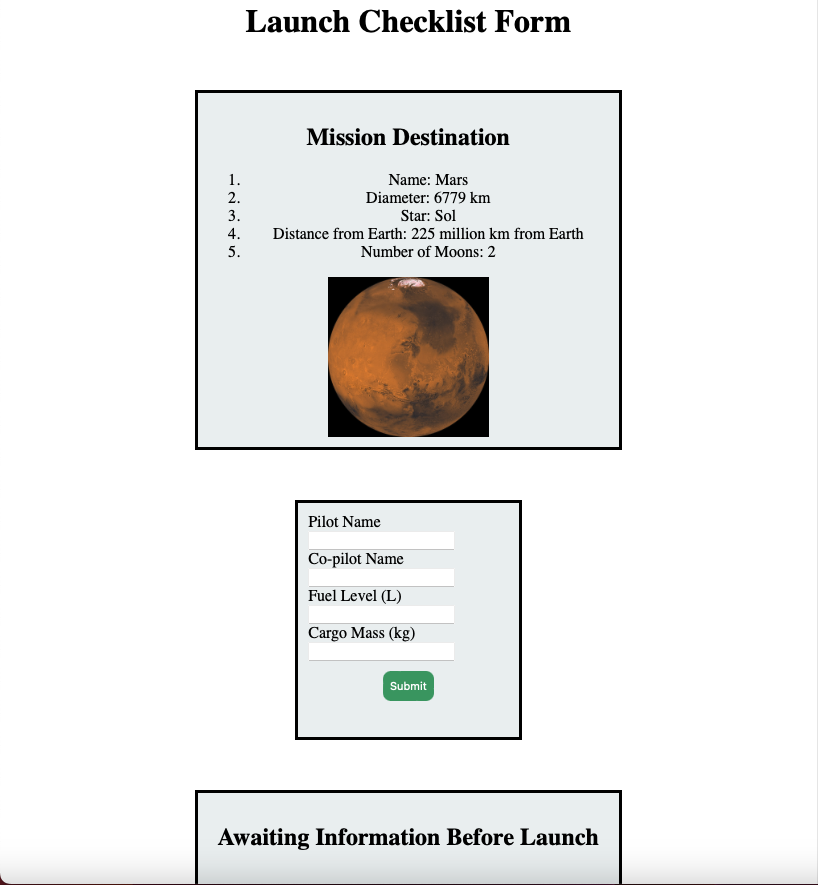 Launch Checklist Form
Mission Destination
1. Name: Mars
2. Diameter: 6779 km
3. Star: Sol
4. Distance from Earth: 225 million km from Earth
5. Number of Moons: 2
Pilot Name
Co-pilot Name
Fuel Level (L)
Cargo Mass (kg)
Submit
Awaiting Information Before Launch